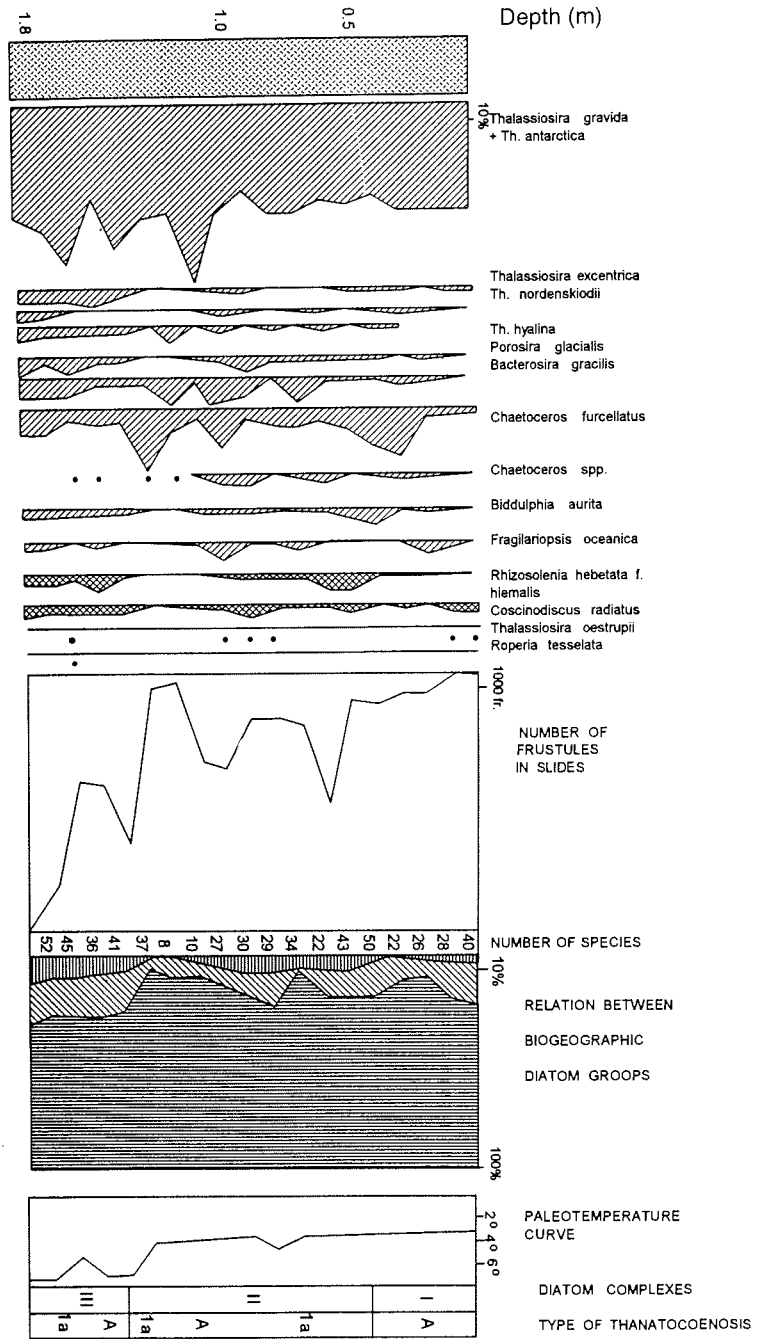 Depth (m)
0.5
1.0
1.8
10%
Thalassiosira gravida
+ Th. antarctica
Thalassiosira excentrica
Th. nordenskiodii
Th. hyalina
Porosira glacialis
Bacterosira gracilis
Chaetoceros furcellatus
Chaetoceros spp.
Biddulphia aurita
Fragilariopsis oceanica
Rhizosolenia hebetata f.
hiemalis
Coscinodiscus radiatus
Thalassiosira oestrupii
Roperia tesselata
1000 fr.
NUMBER OF
FRUSTULES
IN SLIDES
52 45 36 41 37 8 10 27 30 29 34 22 43 50 22 26 28 40
NUMBER OF SPECIES
10%
RELATION BETWEEN
BIOGEOGRAPHIC
DIATOM GROOPS
100%
PALEOTEMPERATURE
CURVE
2° 4° 6°
III II I
DIATOM COMPLEXES
1a A 1a A 1a A
TYPE OF THANATOCOENOSIS